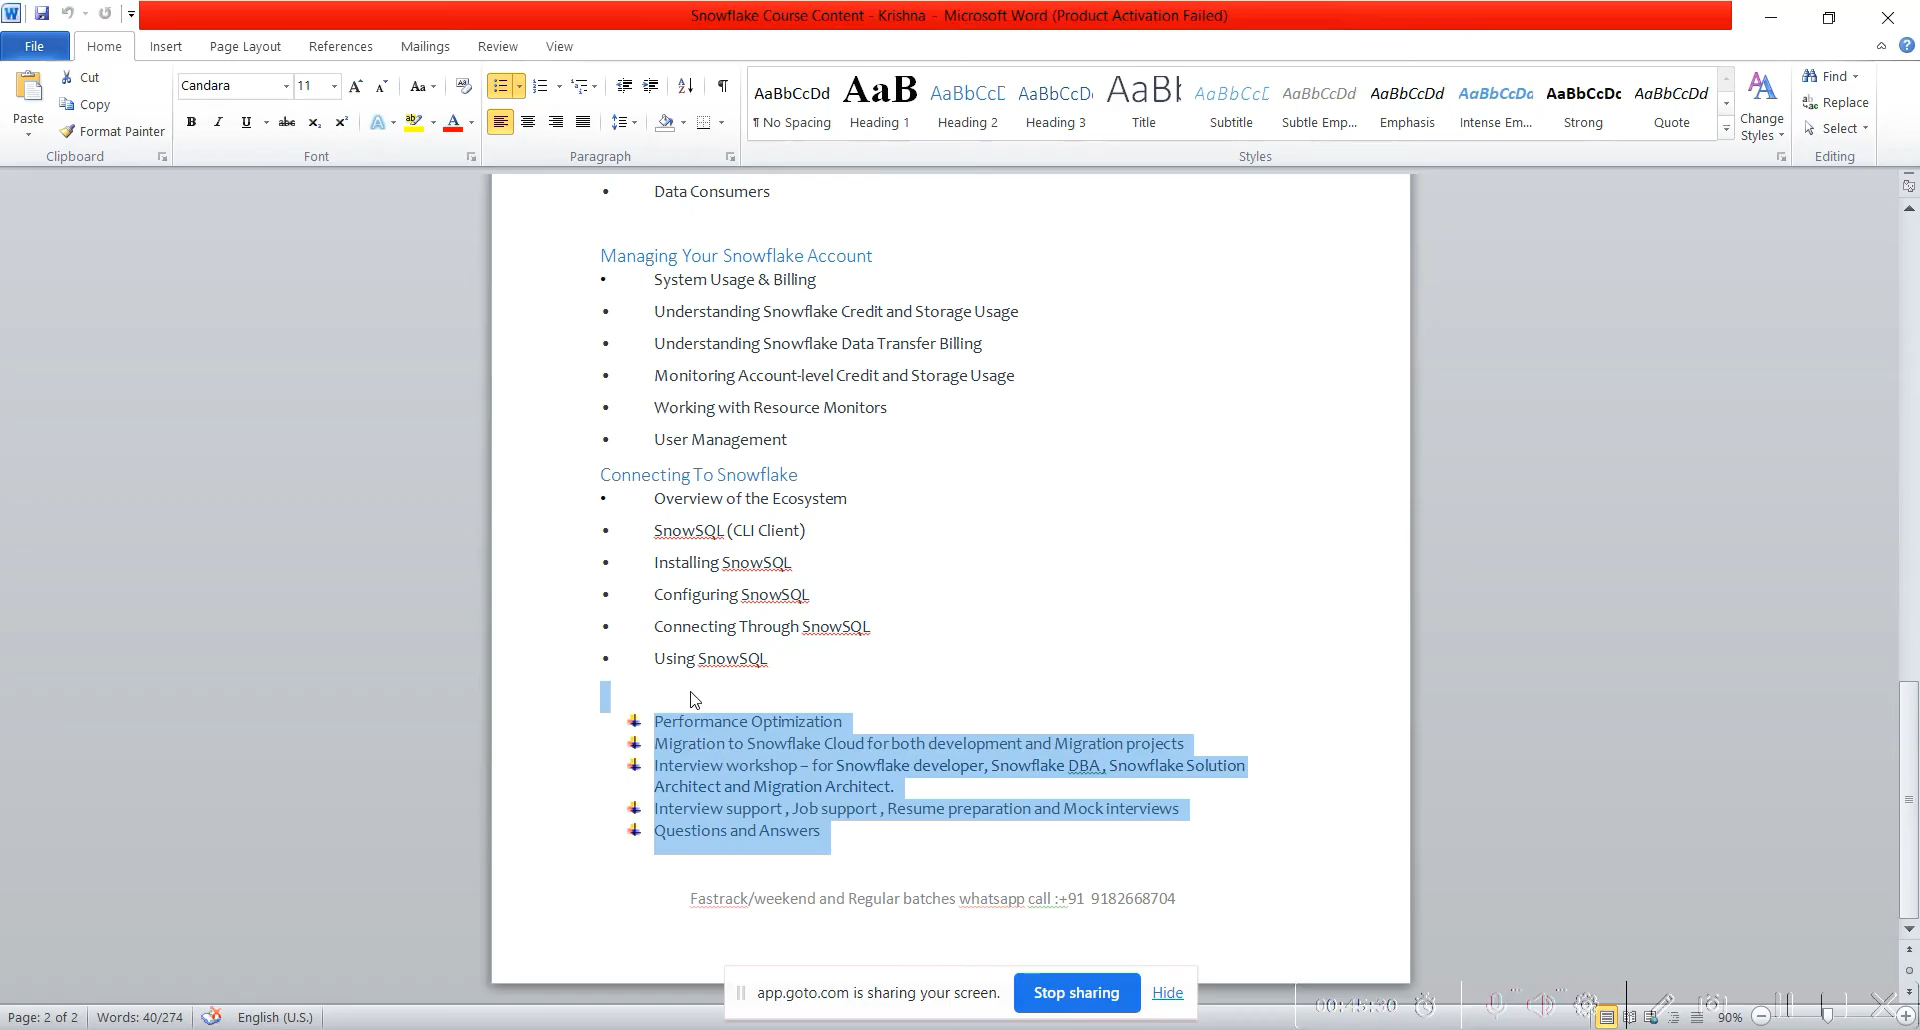 Snowflake Course Content - Krishna - Microsoft Word (Product Activation Failed)
File Home Insert Page Layout References Mailings Review View
Paste
Cut
Copy
Format Painter
Clipboard
Candara 11
Font
Paragraph
AaBbCcDd AaB AaBbCcD AaBbCcDc AaBb AaBbCcD AaBbCcDd AaBbCcDd AaBbCcDd AaBbCcDc AaBbCcDd
¶ No Spacing Heading 1 Heading 2 Heading 3 Title Subtitle Subtle Emp... Emphasis Intense Em... Strong Quote
Styles
Change Styles
Find
Replace
Select
Editing
• Data Consumers
Managing Your Snowflake Account
• System Usage & Billing
• Understanding Snowflake Credit and Storage Usage
• Understanding Snowflake Data Transfer Billing
• Monitoring Account-level Credit and Storage Usage
• Working with Resource Monitors
• User Management
Connecting To Snowflake
• Overview of the Ecosystem
• SnowSQL (CLI Client)
• Installing SnowSQL
• Configuring SnowSQL
• Connecting Through SnowSQL
• Using SnowSQL
Performance Optimization
Migration to Snowflake Cloud for both development and Migration projects
Interview workshop – for Snowflake developer, Snowflake DBA , Snowflake Solution
Architect and Migration Architect.
Interview support , Job support , Resume preparation and Mock interviews
Questions and Answers
Fastrack/weekend and Regular batches whatsapp call :+91 9182668704
app.goto.com is sharing your screen. Stop sharing Hide
00:45:30
Page: 2 of 2 Words: 40/274 English (U.S.) 90%